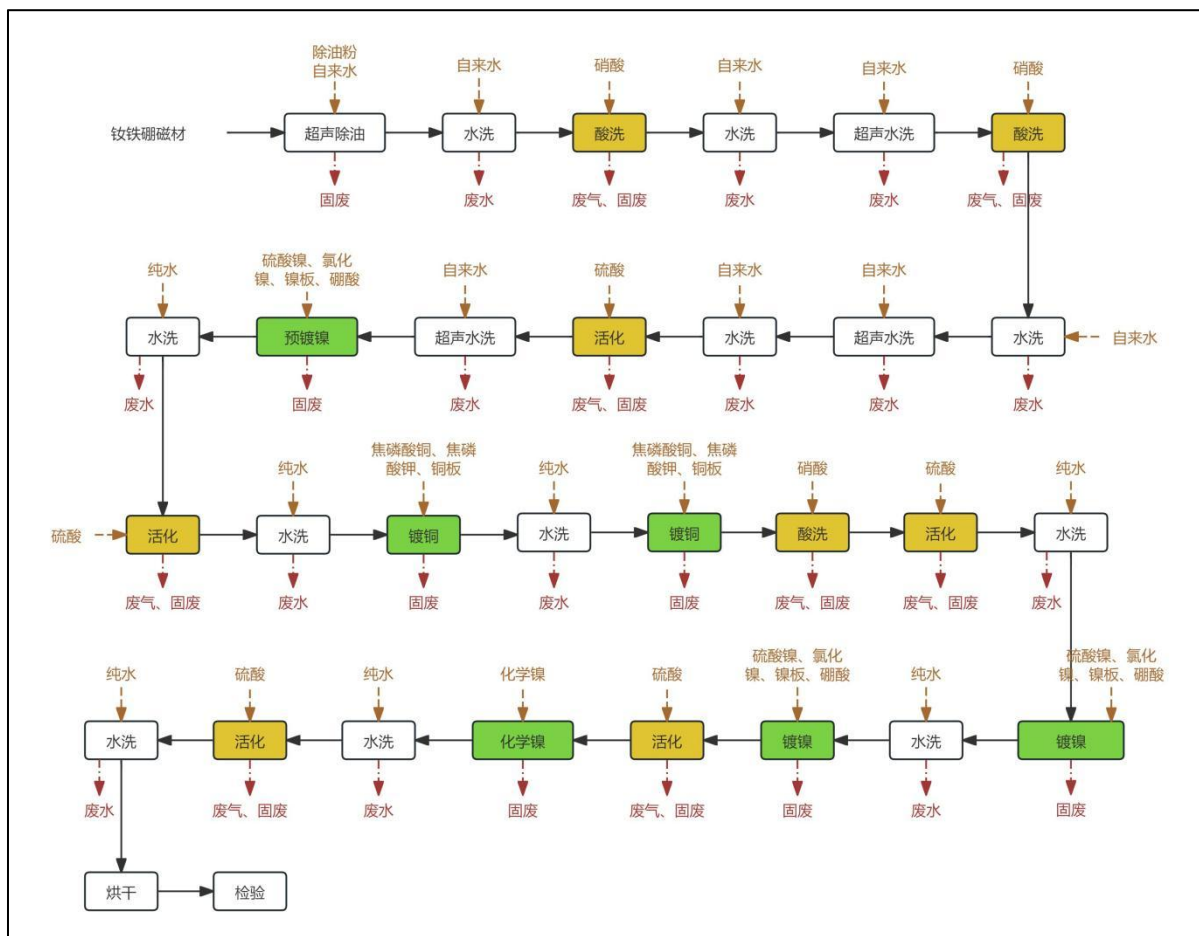 除油粉
自来水
自来水
硝酸
自来水
自来水
硝酸
钕铁硼磁材
超声除油
水洗
酸洗
水洗
超声水洗
酸洗
固废
废水
废气、固废
废水
废水
废气、固废
纯水
硫酸镍、氯化
镍、镍板、硼酸
自来水
硫酸
自来水
自来水
水洗
预镀镍
超声水洗
活化
水洗
超声水洗
水洗
自来水
废水
固废
废水
废气、固废
废水
废水
废水
纯水
焦磷酸铜、焦磷
酸钾、铜板
纯水
焦磷酸铜、焦磷
酸钾、铜板
硝酸
硫酸
纯水
硫酸
活化
水洗
镀铜
水洗
镀铜
酸洗
活化
水洗
废气、固废
废水
固废
废水
固废
废气、固废
废气、固废
废水
纯水
硫酸
纯水
化学镍
硫酸
硫酸镍、氯化
镍、镍板、硼酸
纯水
硫酸镍、氯化
镍、镍板、硼酸
水洗
活化
水洗
化学镍
活化
镀镍
水洗
镀镍
废水
废气、固废
废水
固废
废气、固废
固废
废水
固废
烘干
检验